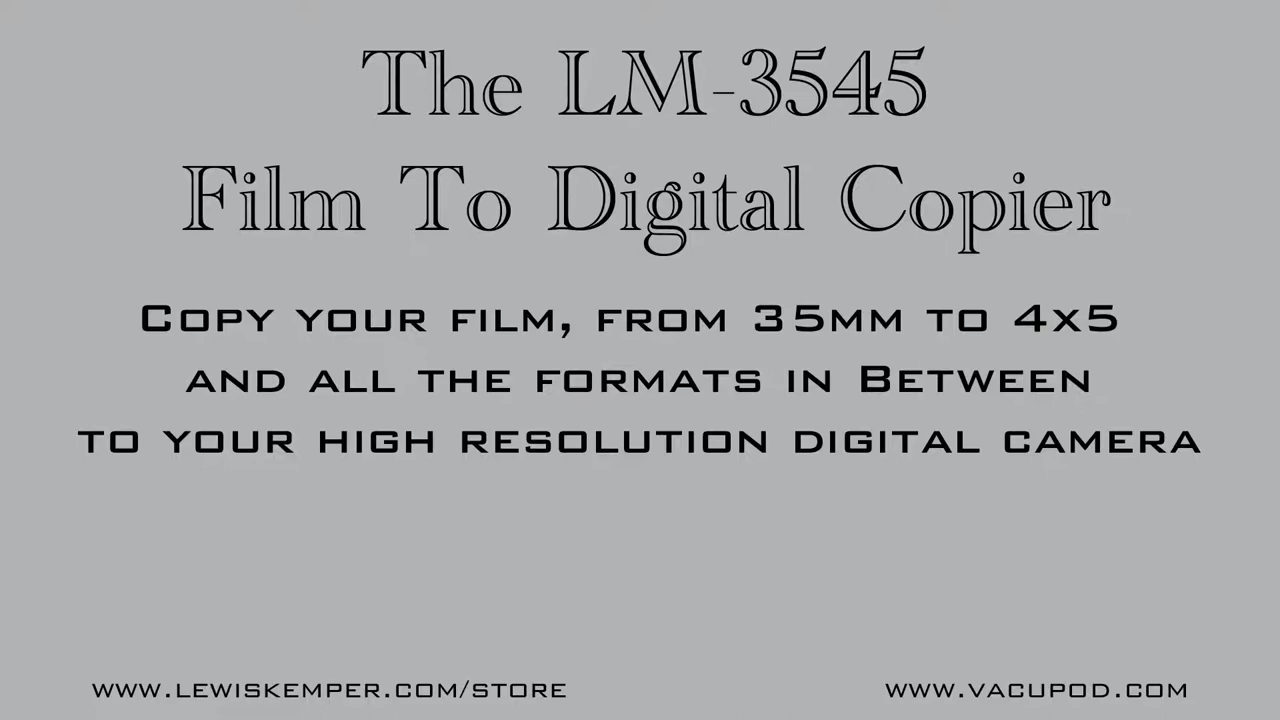 The LM-3545
Film To Digital Copier
Copy your film, from 35mm to 4x5
and all the formats in Between
to your high resolution digital camera
www.lewiskemper.com/store
www.vacupod.com